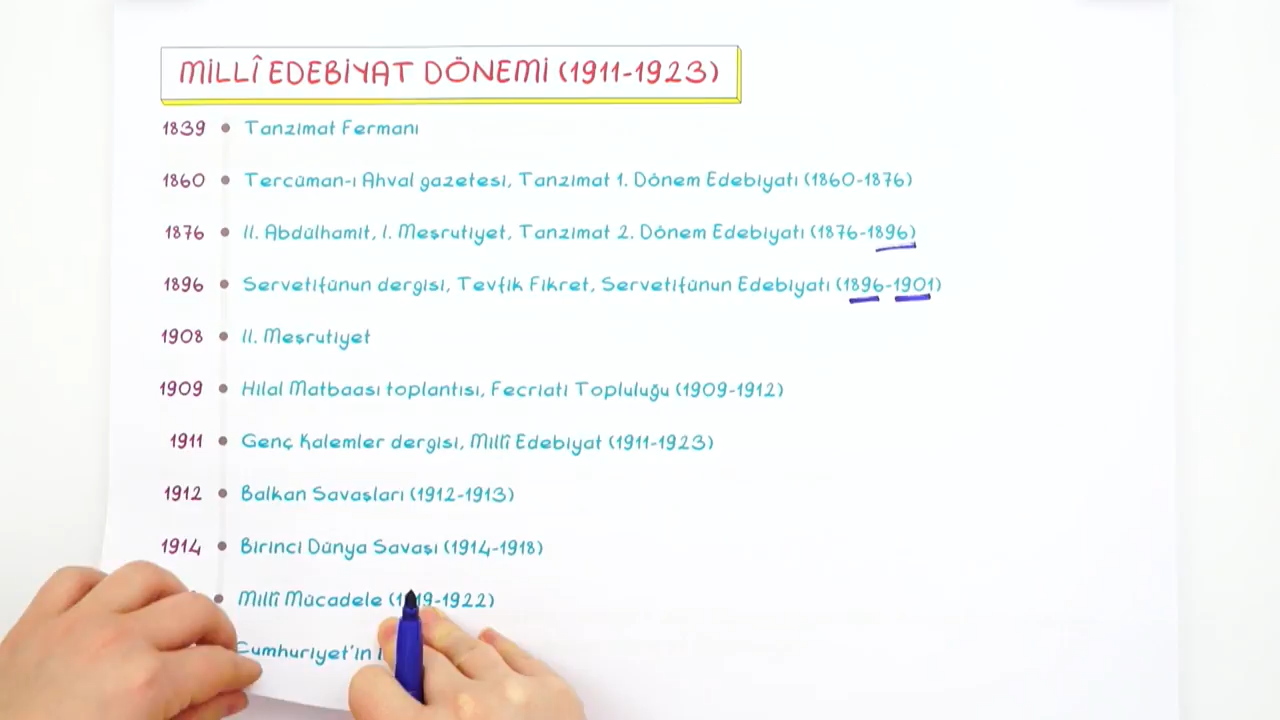 MİLLÎ EDEBİYAT DÖNEMİ (1911-1923)
1839 • Tanzimat Fermanı
1860 • Tercüman-ı Ahval gazetesi, Tanzimat 1. Dönem Edebiyatı (1860-1876)
1876 • II. Abdülhamit, I. Meşrutiyet, Tanzimat 2. Dönem Edebiyatı (1876-1896)
1896 • Servetifünun dergisi, Tevfik Fikret, Servetifünun Edebiyatı (1896-1901)
1908 • II. Meşrutiyet
1909 • Hilal Matbaası toplantısı, Fecriati Topluluğu (1909-1912)
1911 • Genç Kalemler dergisi, Millî Edebiyat (1911-1923)
1912 • Balkan Savaşları (1912-1913)
1914 • Birinci Dünya Savaşı (1914-1918)
• Millî Mücadele (1919-1922)
Cumhuriyet'in